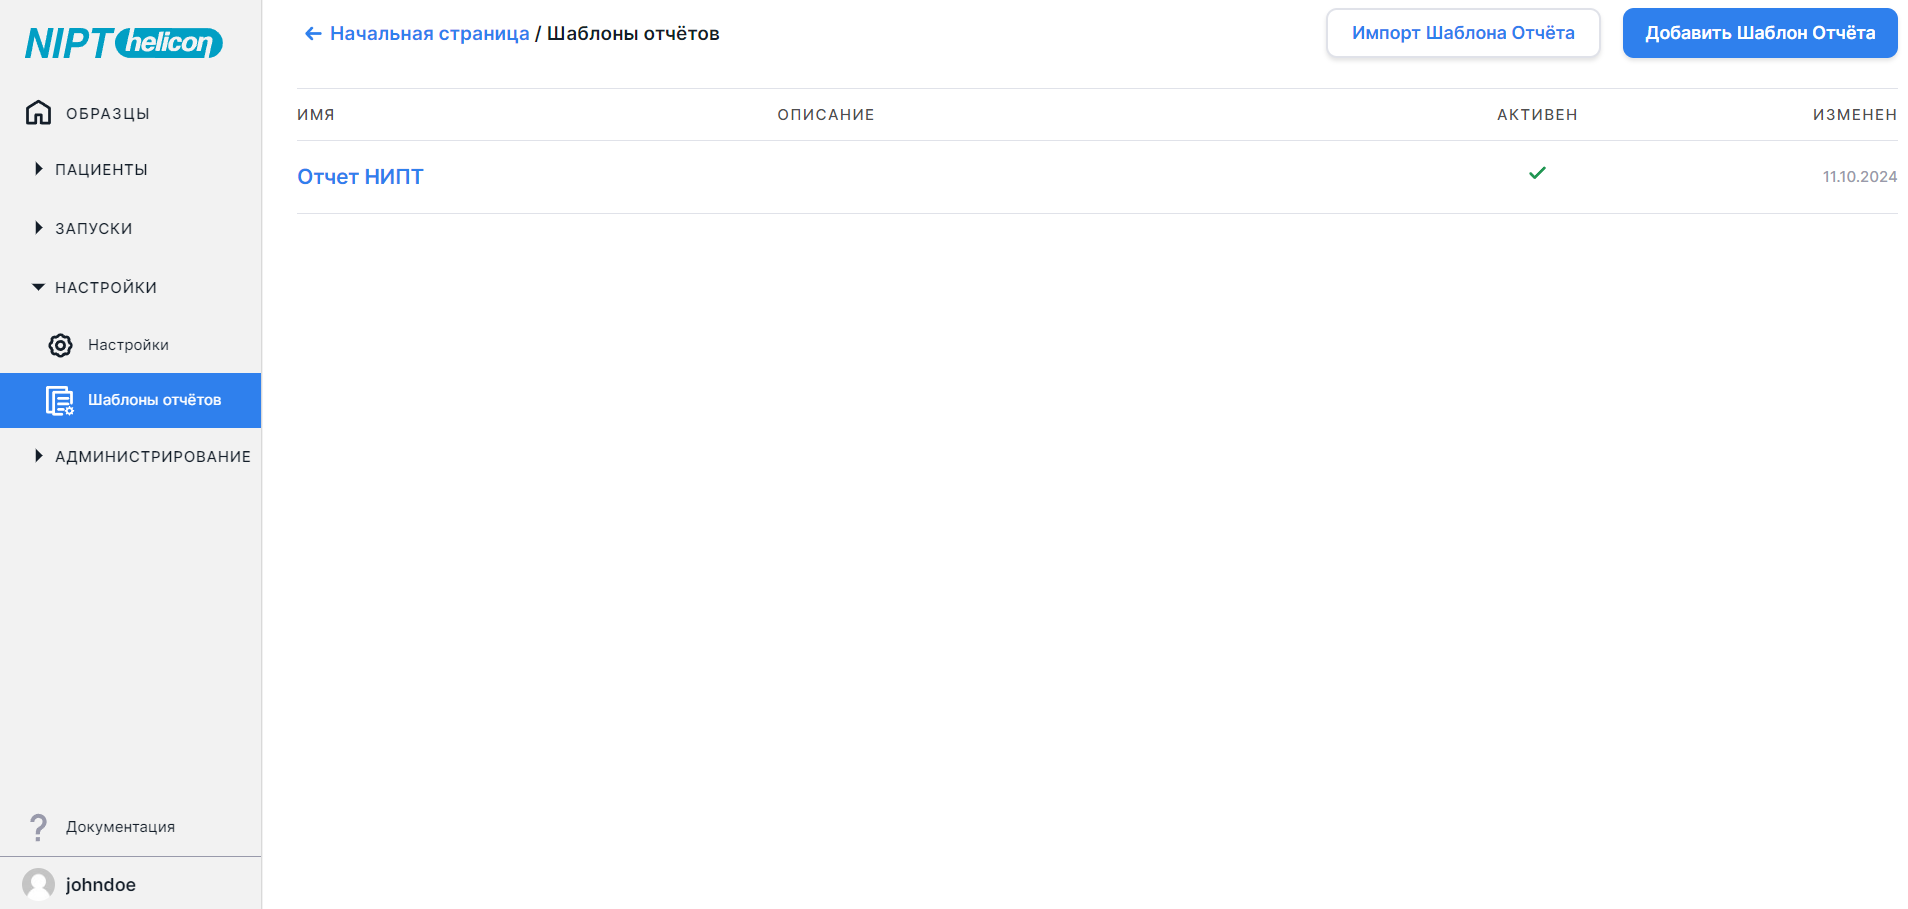 NIPT helicon
ОБРАЗЦЫ
ПАЦИЕНТЫ
ЗАПУСКИ
НАСТРОЙКИ
Настройки
Шаблоны отчётов
АДМИНИСТРИРОВАНИЕ
? Документация
johndoe
← Начальная страница / Шаблоны отчётов
Импорт Шаблона Отчёта
Добавить Шаблон Отчёта
ИМЯ ОПИСАНИЕ АКТИВЕН ИЗМЕНЕН
Отчет НИПТ ✓ 11.10.2024